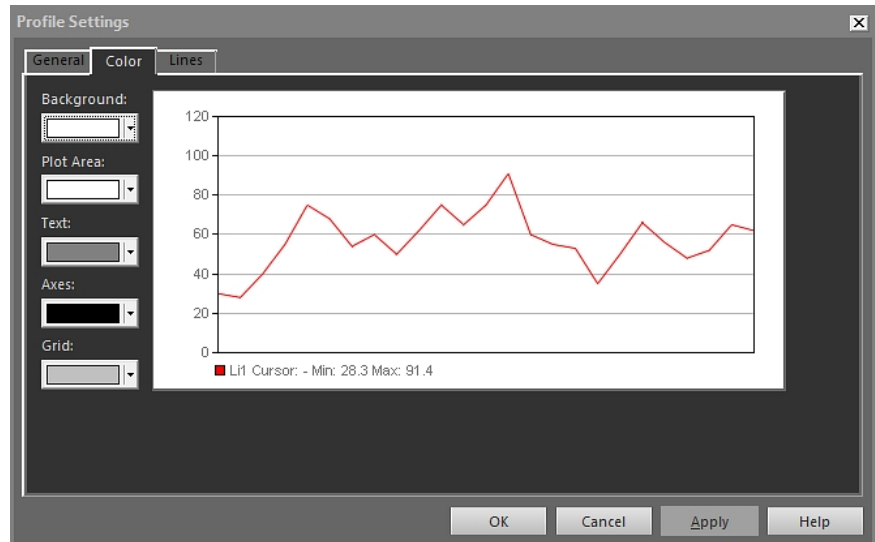 Profile Settings
General Color Lines
Background:
Plot Area:
Text:
Axes:
Grid:
120
100
80
60
40
20
0
Li1 Cursor: - Min: 28.3 Max: 91.4
OK Cancel Apply Help